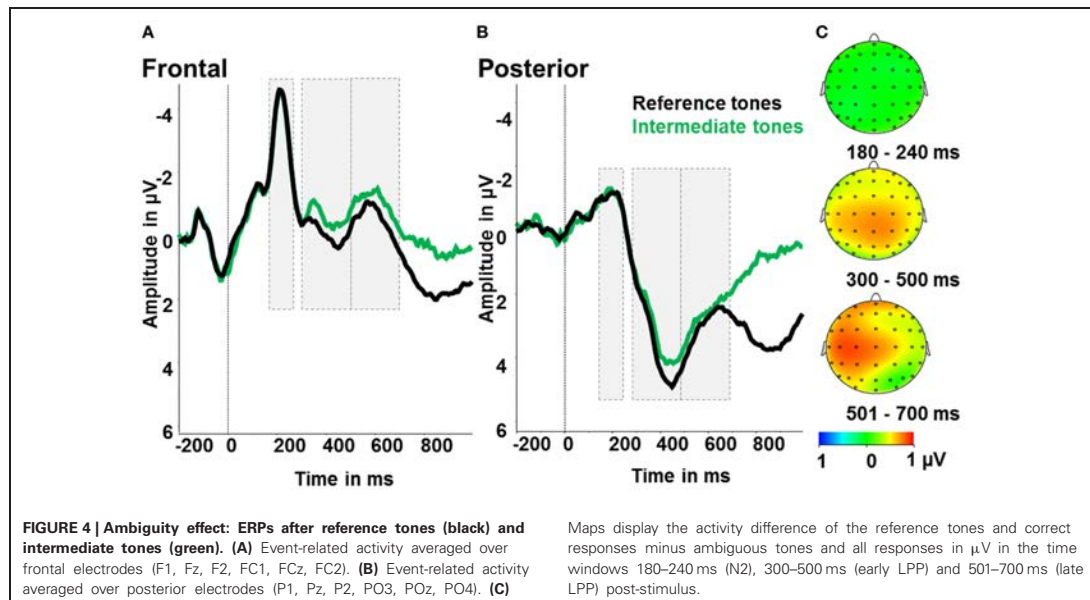 A
Frontal
Amplitude in μV
-4
-2
0
2
4
6
-200 0 200 400 600 800
Time in ms
B
Posterior
Reference tones
Intermediate tones
Amplitude in μV
-4
-2
0
2
4
6
-200 0 200 400 600 800
Time in ms
C
180 - 240 ms
300 - 500 ms
501 - 700 ms
1 0 1 μV
FIGURE 4 | Ambiguity effect: ERPs after reference tones (black) and
intermediate tones (green). (A) Event-related activity averaged over
frontal electrodes (F1, Fz, F2, FC1, FCz, FC2). (B) Event-related activity
averaged over posterior electrodes (P1, Pz, P2, PO3, POz, PO4). (C)
Maps display the activity difference of the reference tones and correct
responses minus ambiguous tones and all responses in μV in the time
windows 180–240 ms (N2), 300–500 ms (early LPP) and 501–700 ms (late
LPP) post-stimulus.